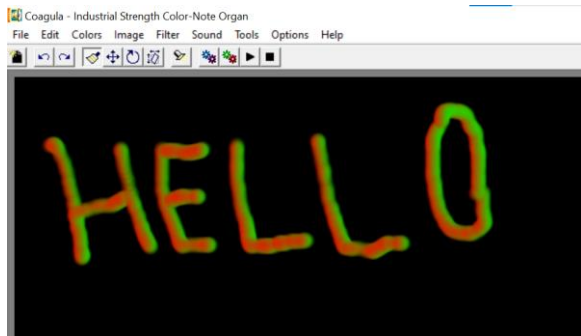 Coagula - Industrial Strength Color-Note Organ
File Edit Colors Image Filter Sound Tools Options Help
HELLO